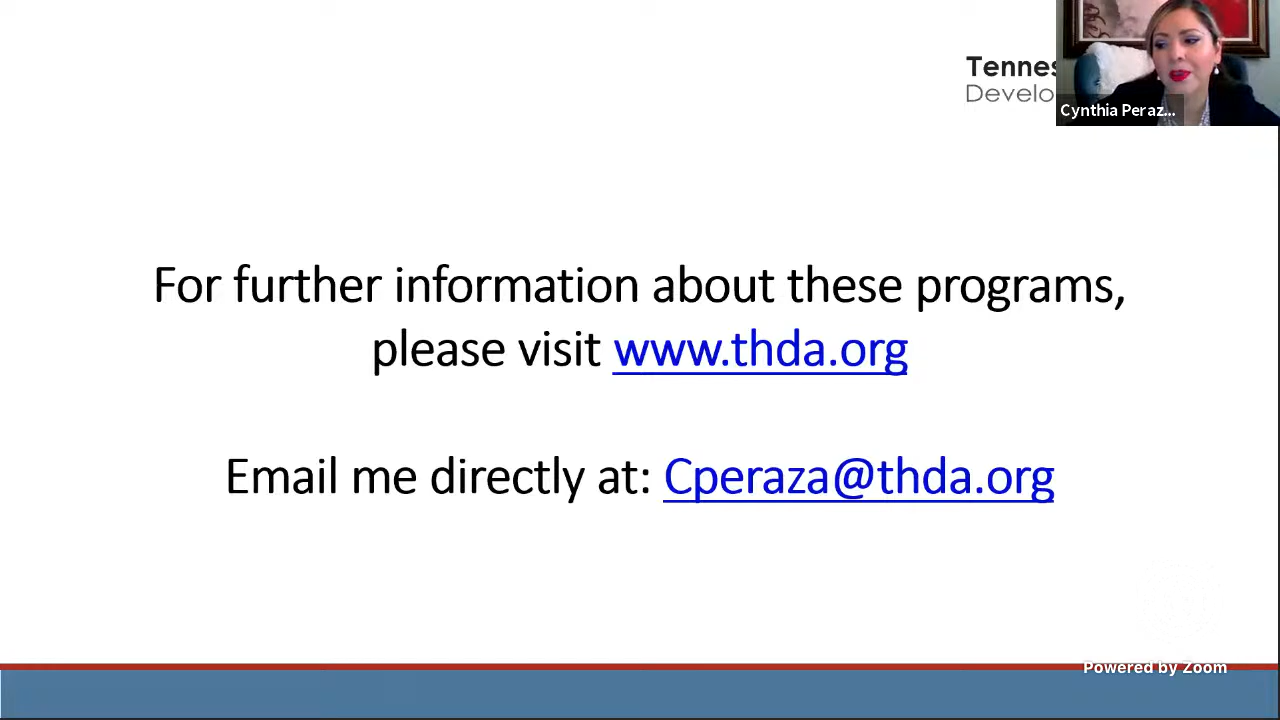 Tennes
Develo
Cynthia Peraz...
For further information about these programs,
please visit www.thda.org
Email me directly at: Cperaza@thda.org
Powered by Zoom